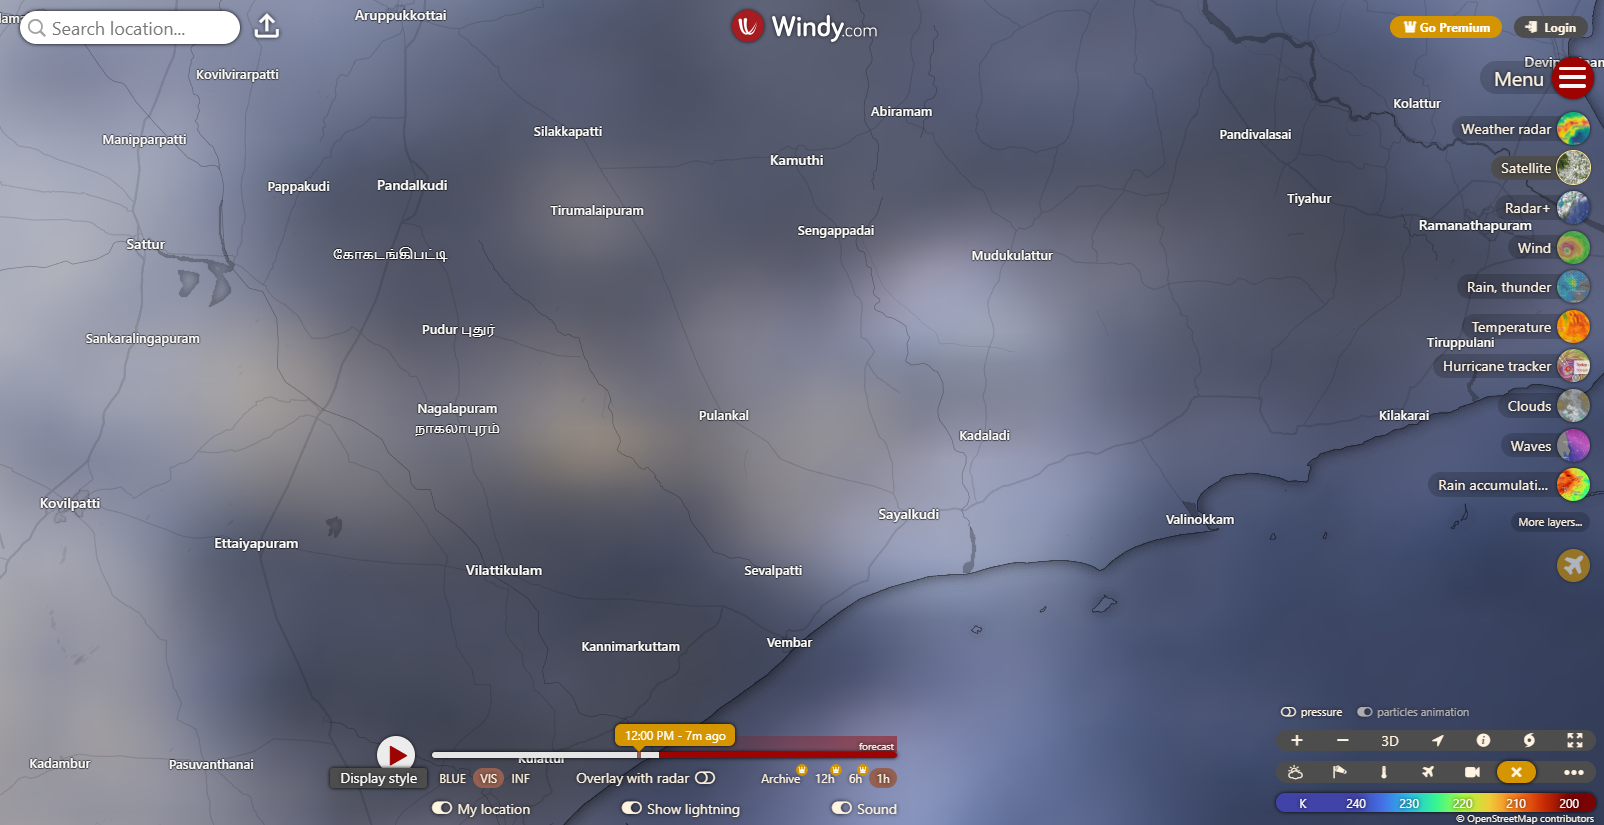 Aruppukkottai
Search location...
Windy.com
Go Premium
Login
Menu
Kovilvirarpatti
Kolattur
Abiramam
Weather radar
Silakkapatti
Pandivalasai
Manipparpatti
Kamuthi
Satellite
Pappakudi
Pandalkudi
Tiyahur
Radar+
Tirumalaipuram
Ramanathapuram
Sengappadai
Sattur
Wind
கோகடங்கிபட்டி
Mudukulattur
Rain, thunder
Temperature
Pudur புதுர்
Sankaralingapuram
Tiruppulani
Hurricane tracker
Nagalapuram
நாகலாபுரம்
Clouds
Pulankal
Kilakarai
Kadaladi
Waves
Rain accumulati...
Kovilpatti
Sayalkudi
Valinokkam
More layers...
Ettaiyapuram
Vilattikulam
Sevalpatti
Kannimarkuttam
Vembar
pressure
particles animation
12:00 PM - 7m ago
forecast
3D
Kadambur
Pasuvanthanai
Kulattur
Display style
BLUE VIS INF
Overlay with radar
Archive 12h 6h 1h
My location
Show lightning
Sound
K 240 230 220 210 200
© OpenStreetMap contributors